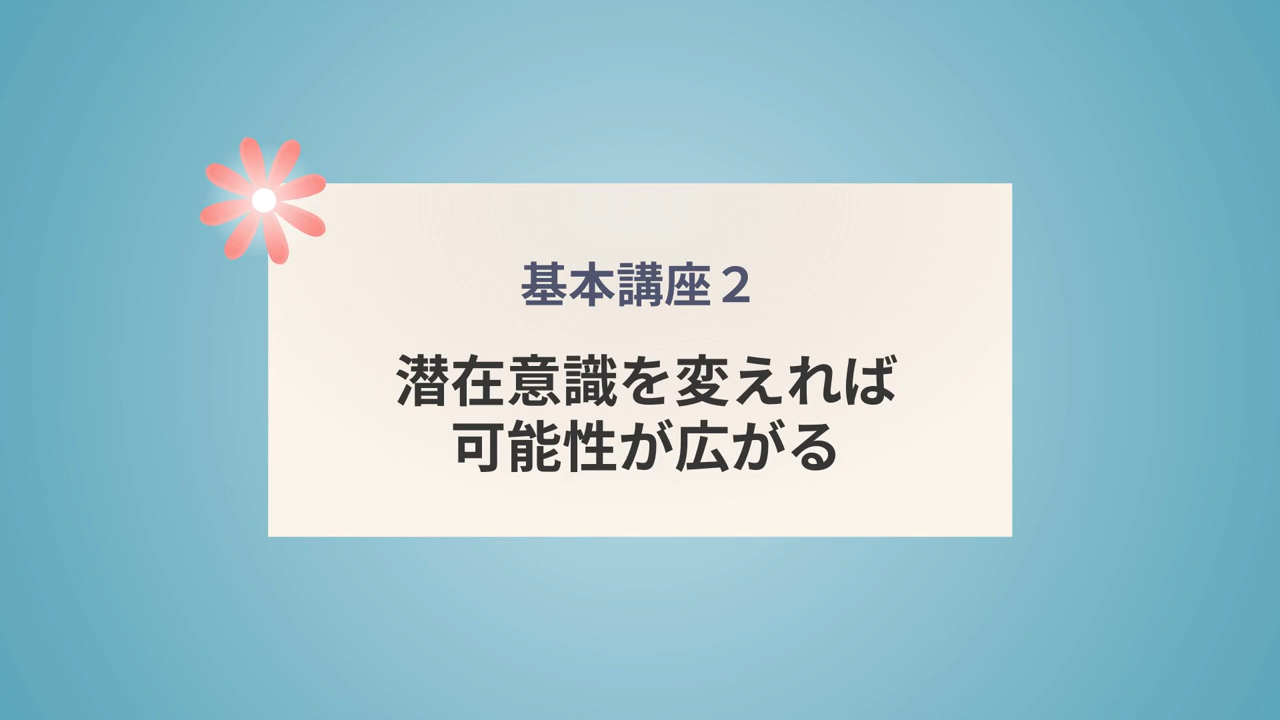 基本講座２
潜在意識を変えれば
可能性が広がる